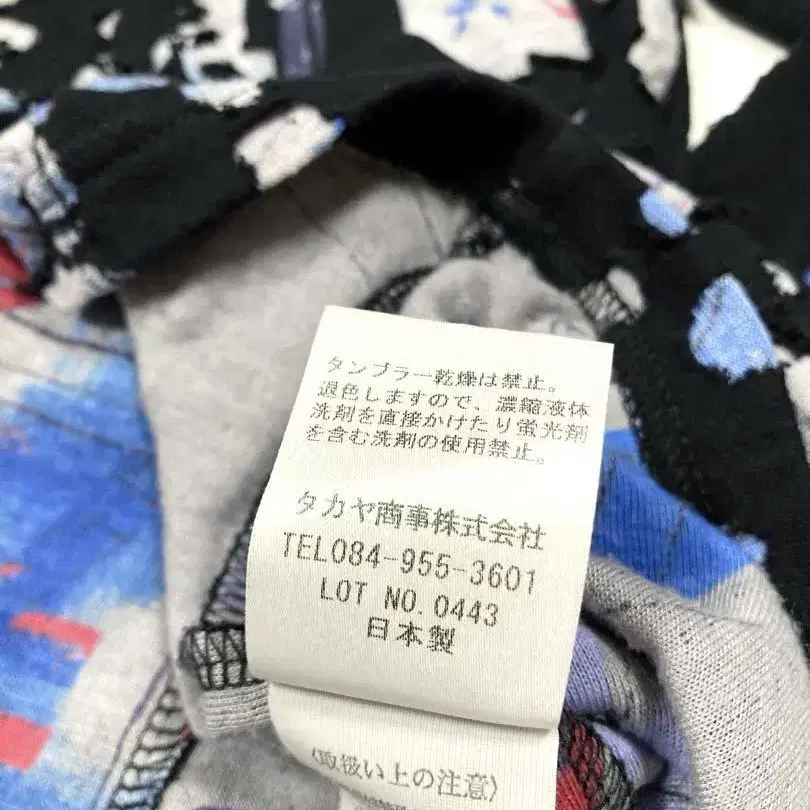 タンブラー乾燥は禁止。
退色しますので、濃縮液体
洗剤を直接かけたり蛍光剤
を含む洗剤の使用禁止。
タカヤ商事株式会社
TEL084-955-3601
LOT NO. 0443
日本製
〈取扱い上の注意〉